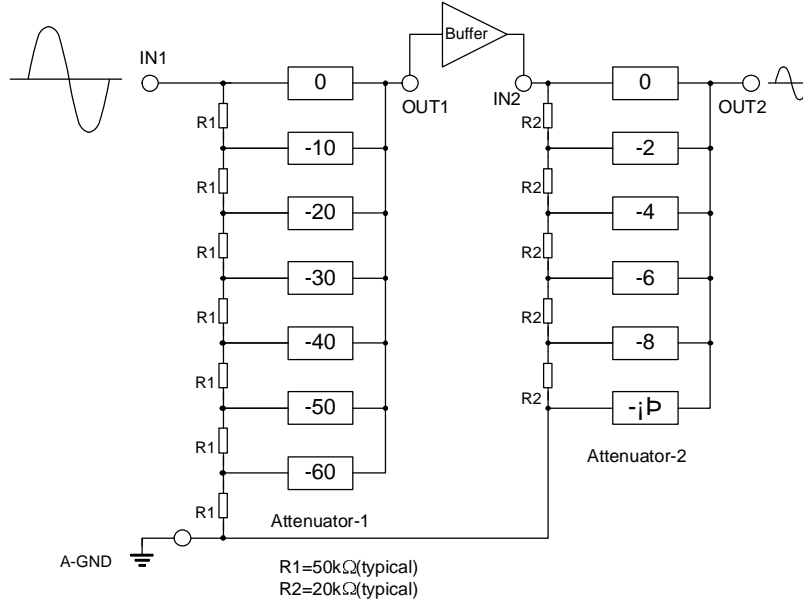 Buffer
IN1
0
OUT1
IN2
0
OUT2
R1
R2
-10
-2
R1
R2
-20
-4
R1
R2
-30
-6
R1
R2
-40
-8
R1
R2
-50
-¡Þ
R1
Attenuator-2
-60
R1
Attenuator-1
A-GND
R1=50kΩ(typical)
R2=20kΩ(typical)